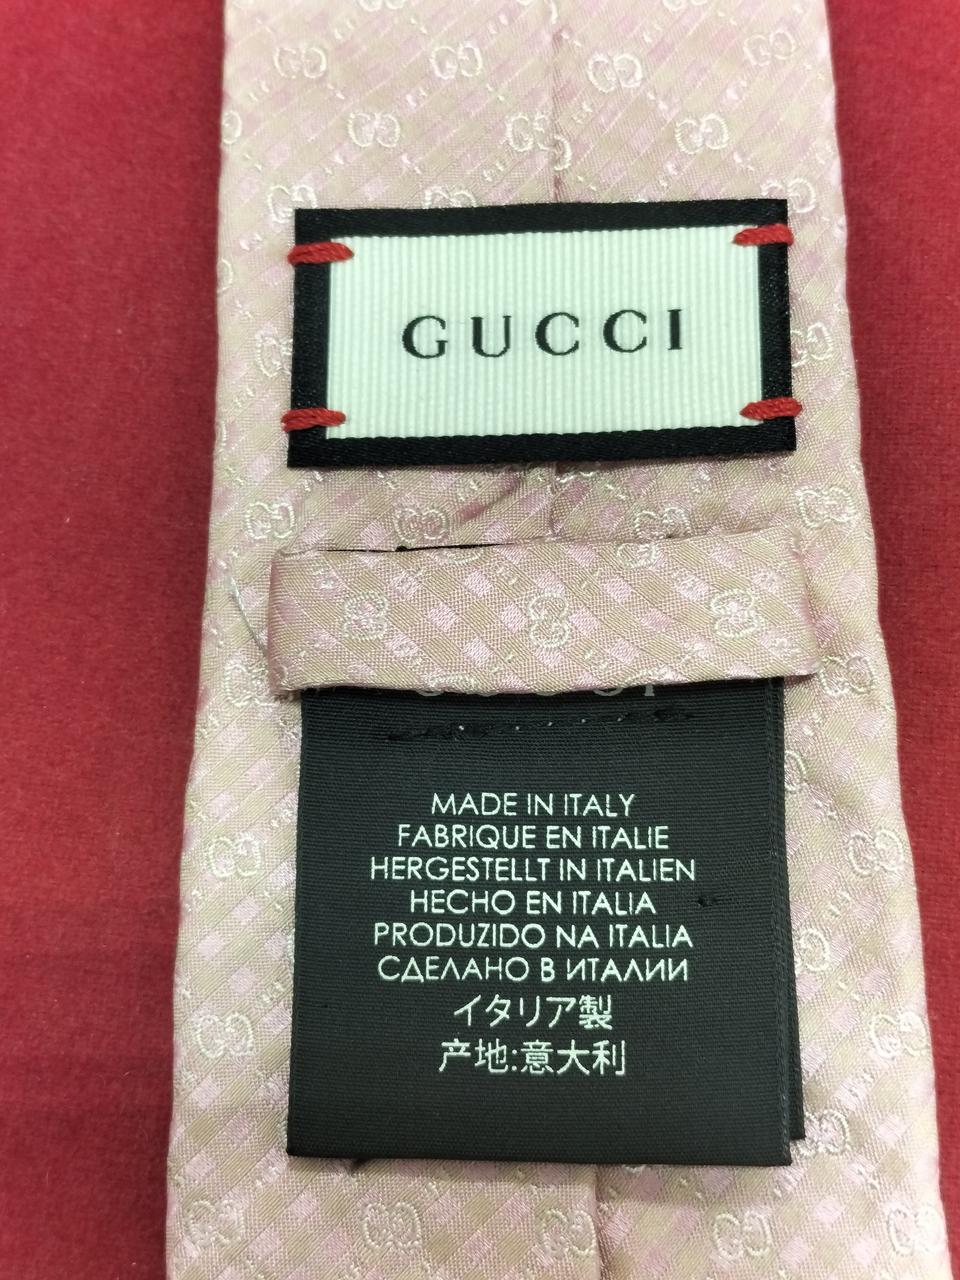 GUCCI
MADE IN ITALY
FABRIQUE EN ITALIE
HERGESTELLT IN ITALIEN
HECHO EN ITALIA
PRODUZIDO NA ITALIA
СДЕЛАНО В ИТАЛИИ
イタリア製
产地:意大利